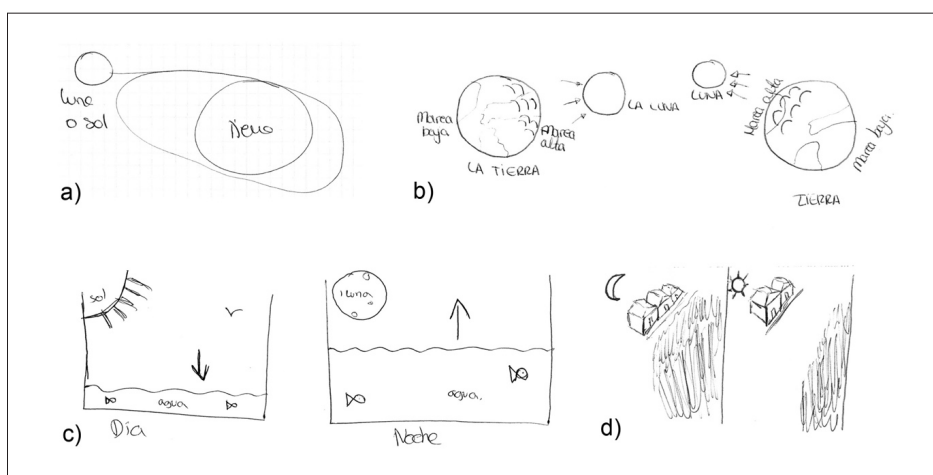 luna
o sol
Tierra
a)
Marea
baja
Marea
alta
LA LUNA
LA TIERRA
b)
LUNA
Marea alta
Marea baja.
TIERRA
sol
agua
Día
c)
luna
agua.
Noche
d)